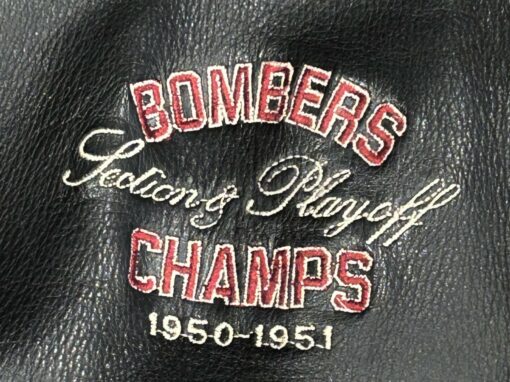 BOMBERS
Section & Playoff
CHAMPS
1950-1951